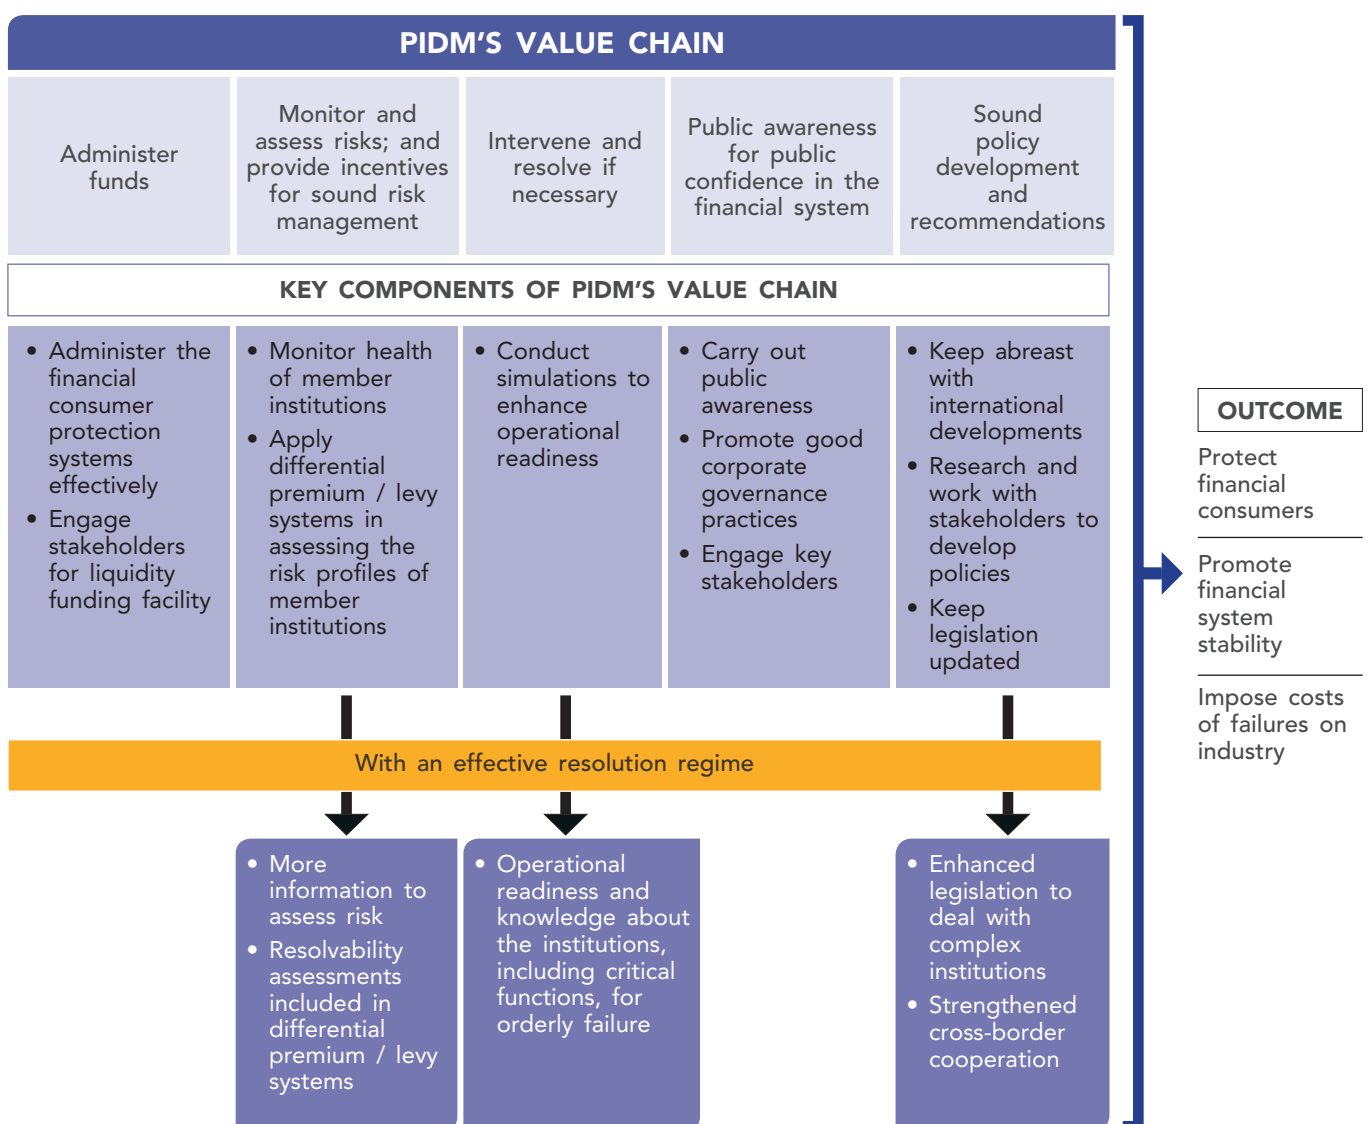 PIDM'S VALUE CHAIN
Administer
funds
Monitor and
assess risks; and
provide incentives
for sound risk
management
Intervene and
resolve if
necessary
Public awareness
for public
confidence in the
financial system
Sound
policy
development
and
recommendations
KEY COMPONENTS OF PIDM'S VALUE CHAIN
• Administer the
financial
consumer
protection
systems
effectively
• Engage
stakeholders
for liquidity
funding facility
• Monitor health
of member
institutions
• Apply
differential
premium / levy
systems in
assessing the
risk profiles of
member
institutions
• Conduct
simulations to
enhance
operational
readiness
• Carry out
public
awareness
• Promote good
corporate
governance
practices
• Engage key
stakeholders
• Keep abreast
with
international
developments
• Research and
work with
stakeholders to
develop
policies
• Keep
legislation
updated
With an effective resolution regime
• More
information to
assess risk
• Resolvability
assessments
included in
differential
premium / levy
systems
• Operational
readiness and
knowledge about
the institutions,
including critical
functions, for
orderly failure
• Enhanced
legislation to
deal with
complex
institutions
• Strengthened
cross-border
cooperation
OUTCOME
Protect
financial
consumers
Promote
financial
system
stability
Impose costs
of failures on
industry